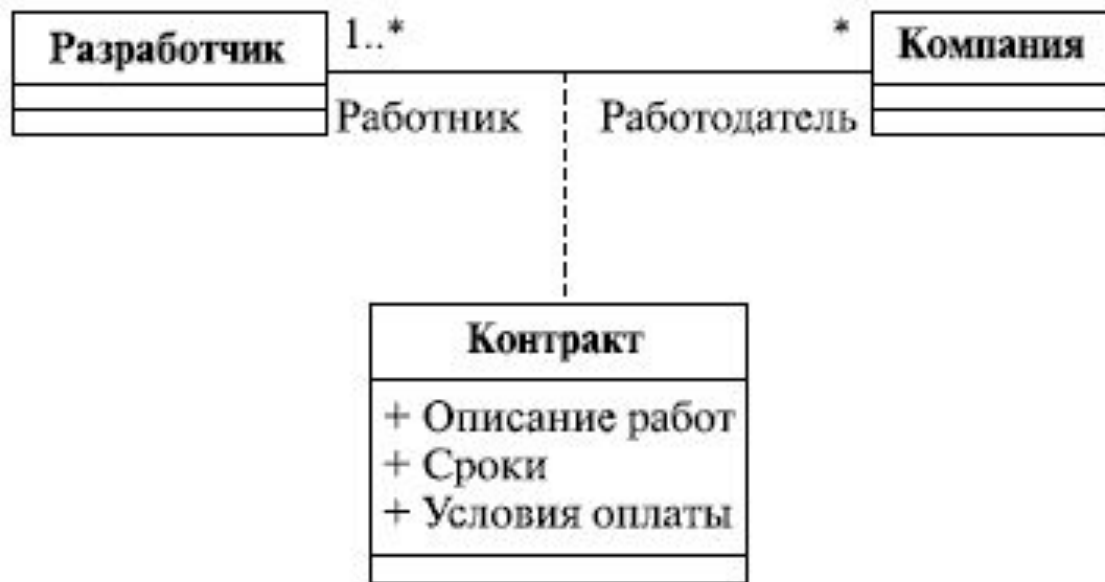 Разработчик
1..*
*
Компания
Работник
Работодатель
Контракт
+ Описание работ
+ Сроки
+ Условия оплаты